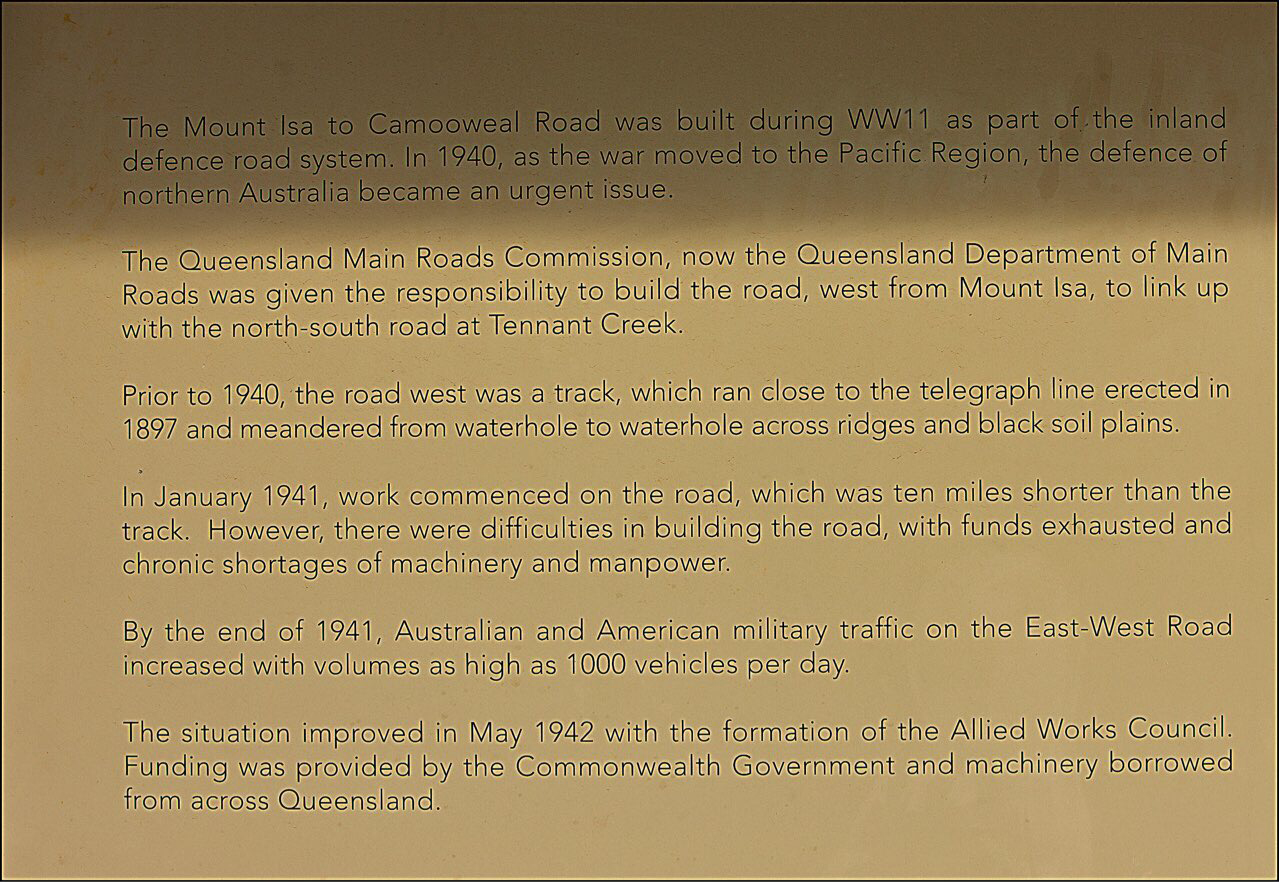 The Mount Isa to Camooweal Road was built during WW11 as part of the inland
defence road system. In 1940, as the war moved to the Pacific Region, the defence of
northern Australia became an urgent issue.
The Queensland Main Roads Commission, now the Queensland Department of Main
Roads was given the responsibility to build the road, west from Mount Isa, to link up
with the north-south road at Tennant Creek.
Prior to 1940, the road west was a track, which ran close to the telegraph line erected in
1897 and meandered from waterhole to waterhole across ridges and black soil plains.
In January 1941, work commenced on the road, which was ten miles shorter than the
track. However, there were difficulties in building the road, with funds exhausted and
chronic shortages of machinery and manpower.
By the end of 1941, Australian and American military traffic on the East-West Road
increased with volumes as high as 1000 vehicles per day.
The situation improved in May 1942 with the formation of the Allied Works Council.
Funding was provided by the Commonwealth Government and machinery borrowed
from across Queensland.